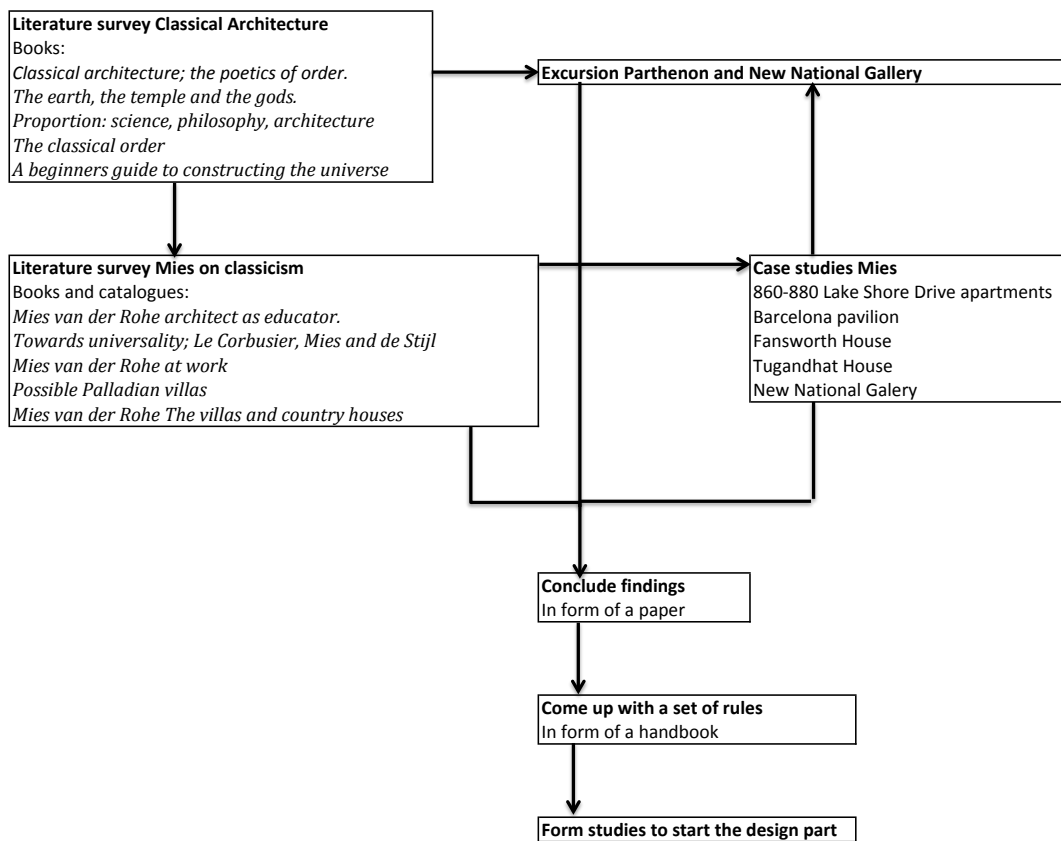 Literature survey Classical Architecture
Books:
Classical architecture; the poetics of order.
The earth, the temple and the gods.
Proportion: science, philosophy, architecture
The classical order
A beginners guide to constructing the universe
Excursion Parthenon and New National Gallery
Literature survey Mies on classicism
Books and catalogues:
Mies van der Rohe architect as educator.
Towards universality; Le Corbusier, Mies and de Stijl
Mies van der Rohe at work
Possible Palladian villas
Mies van der Rohe The villas and country houses
Case studies Mies
860-880 Lake Shore Drive apartments
Barcelona pavilion
Fansworth House
Tugandhat House
New National Galery
Conclude findings
In form of a paper
Come up with a set of rules
In form of a handbook
Form studies to start the design part